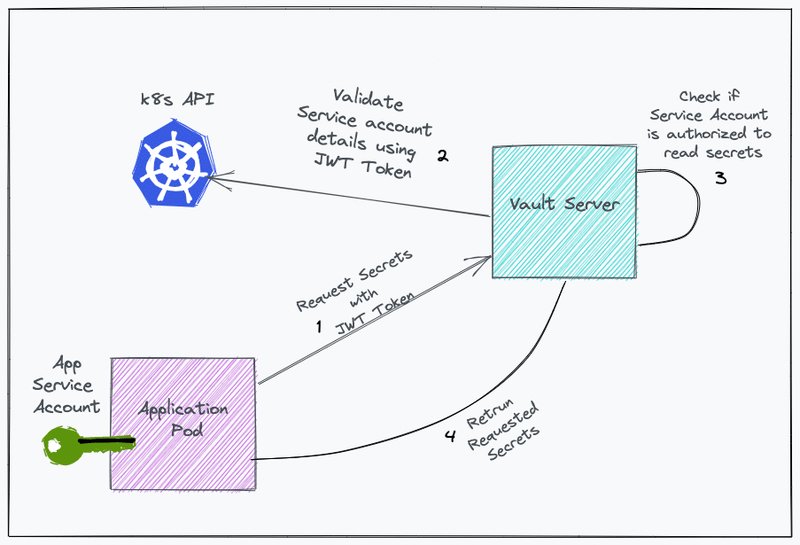 k8s API
Validate
Service account
details using
JWT Token
2
Check if
Service Account
is authorized to
read secrets
3
Vault Server
Request Secrets
with
JWT Token
1
App
Service
Account
Application
Pod
4
Retrun
Requested
Secrets